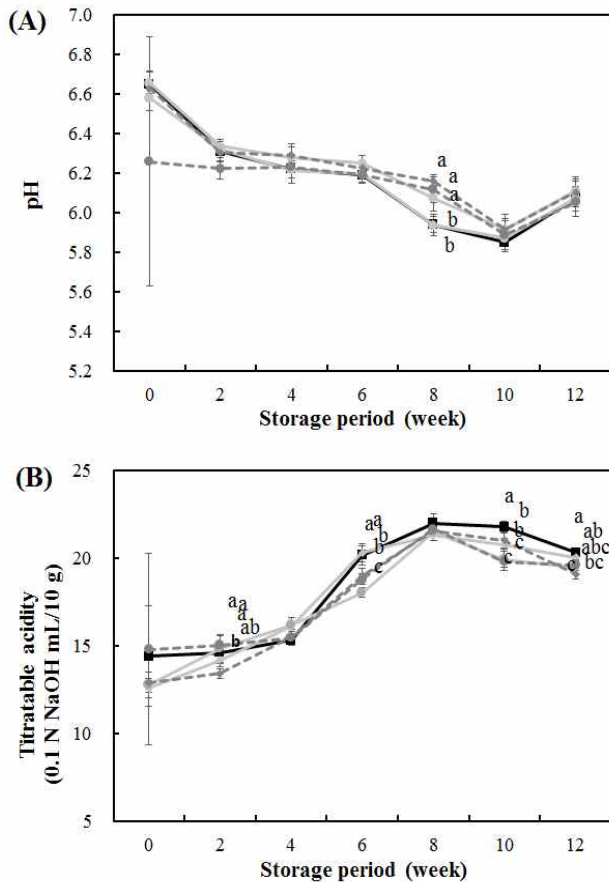 (A)
7.0
6.8
6.6
6.4
6.2
6.0
5.8
5.6
5.4
5.2
pH
a
a
a
b
b
0 2 4 6 8 10 12
Storage period (week)
(B)
25
20
15
10
5
Titratable acidity
(0.1 N NaOH mL/10 g)
a
a
ab
b
a
a
b
b
c
a
b
b
c
c
a
ab
abc
c
bc
0 2 4 6 8 10 12
Storage period (week)